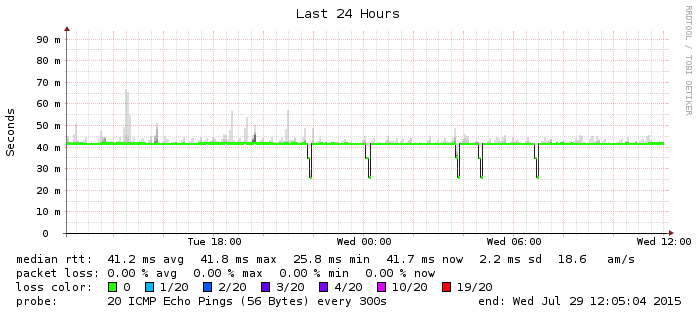 Last 24 Hours
RRDTOOL / TOBI OETIKER
Seconds
90 m
80 m
70 m
60 m
50 m
40 m
30 m
20 m
10 m
0
Tue 18:00 Wed 00:00 Wed 06:00 Wed 12:00
median rtt: 41.2 ms avg 41.8 ms max 25.8 ms min 41.7 ms now 2.2 ms sd 18.6 am/s
packet loss: 0.00 % avg 0.00 % max 0.00 % min 0.00 % now
loss color: 0 1/20 2/20 3/20 4/20 10/20 19/20
probe: 20 ICMP Echo Pings (56 Bytes) every 300s end: Wed Jul 29 12:05:04 2015